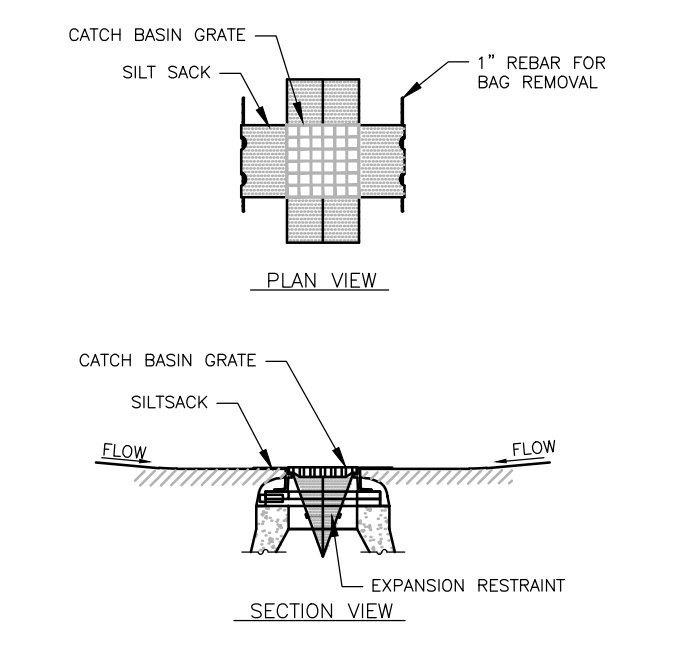 CATCH BASIN GRATE
SILT SACK
1" REBAR FOR
BAG REMOVAL
PLAN VIEW
CATCH BASIN GRATE
SILTSACK
FLOW
FLOW
EXPANSION RESTRAINT
SECTION VIEW